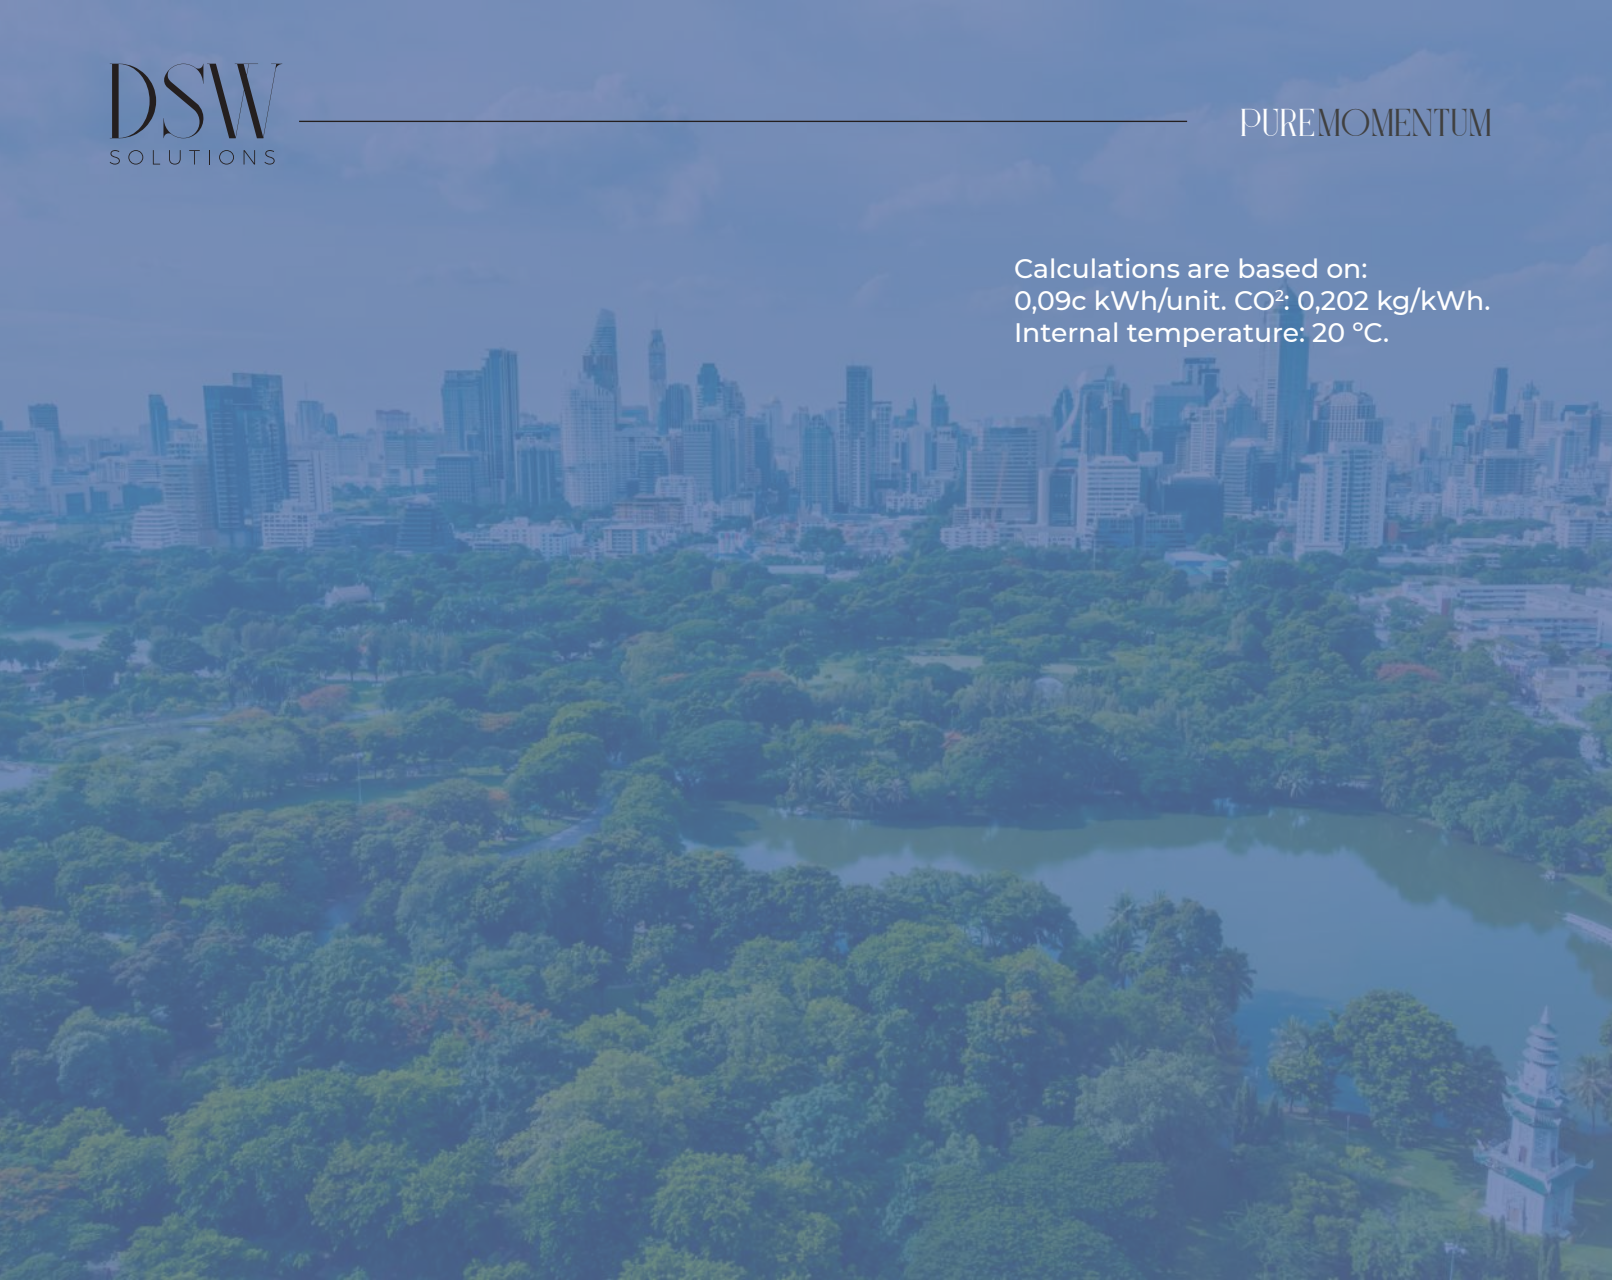 DSW
SOLUTIONS
PUREMOMENTUM
Calculations are based on:
0,09c kWh/unit. CO²: 0,202 kg/kWh.
Internal temperature: 20 ºC.